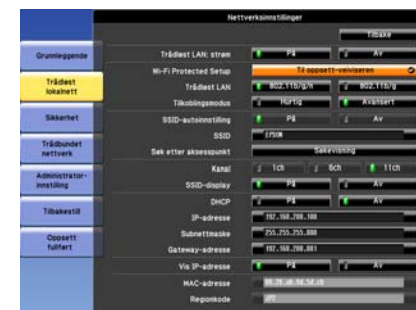 Nettverksinnstillinger
Tilbake
Grunnleggende
Trådløst lokalnett
Sikkerhet
Trådbundet nettverk
Administrator-innstilling
Tilbakestill
Oppsett fullført
Trådløst LAN: strøm På Av
Wi-Fi Protected Setup Til oppsett-veiviseren
Trådløst LAN 802.11b/g/n 802.11b/g
Tilkoblingsmodus Hurtig Avansert
SSID-autoinnstilling På Av
SSID EPSON
Søk etter aksesspunkt Søkevisning
Kanal 1ch 6ch 11ch
SSID-display På Av
DHCP På Av
IP-adresse 192.168.200.100
Subnettmaske 255.255.255.000
Gateway-adresse 192.168.200.001
Vis IP-adresse På Av
MAC-adresse
Regionkode